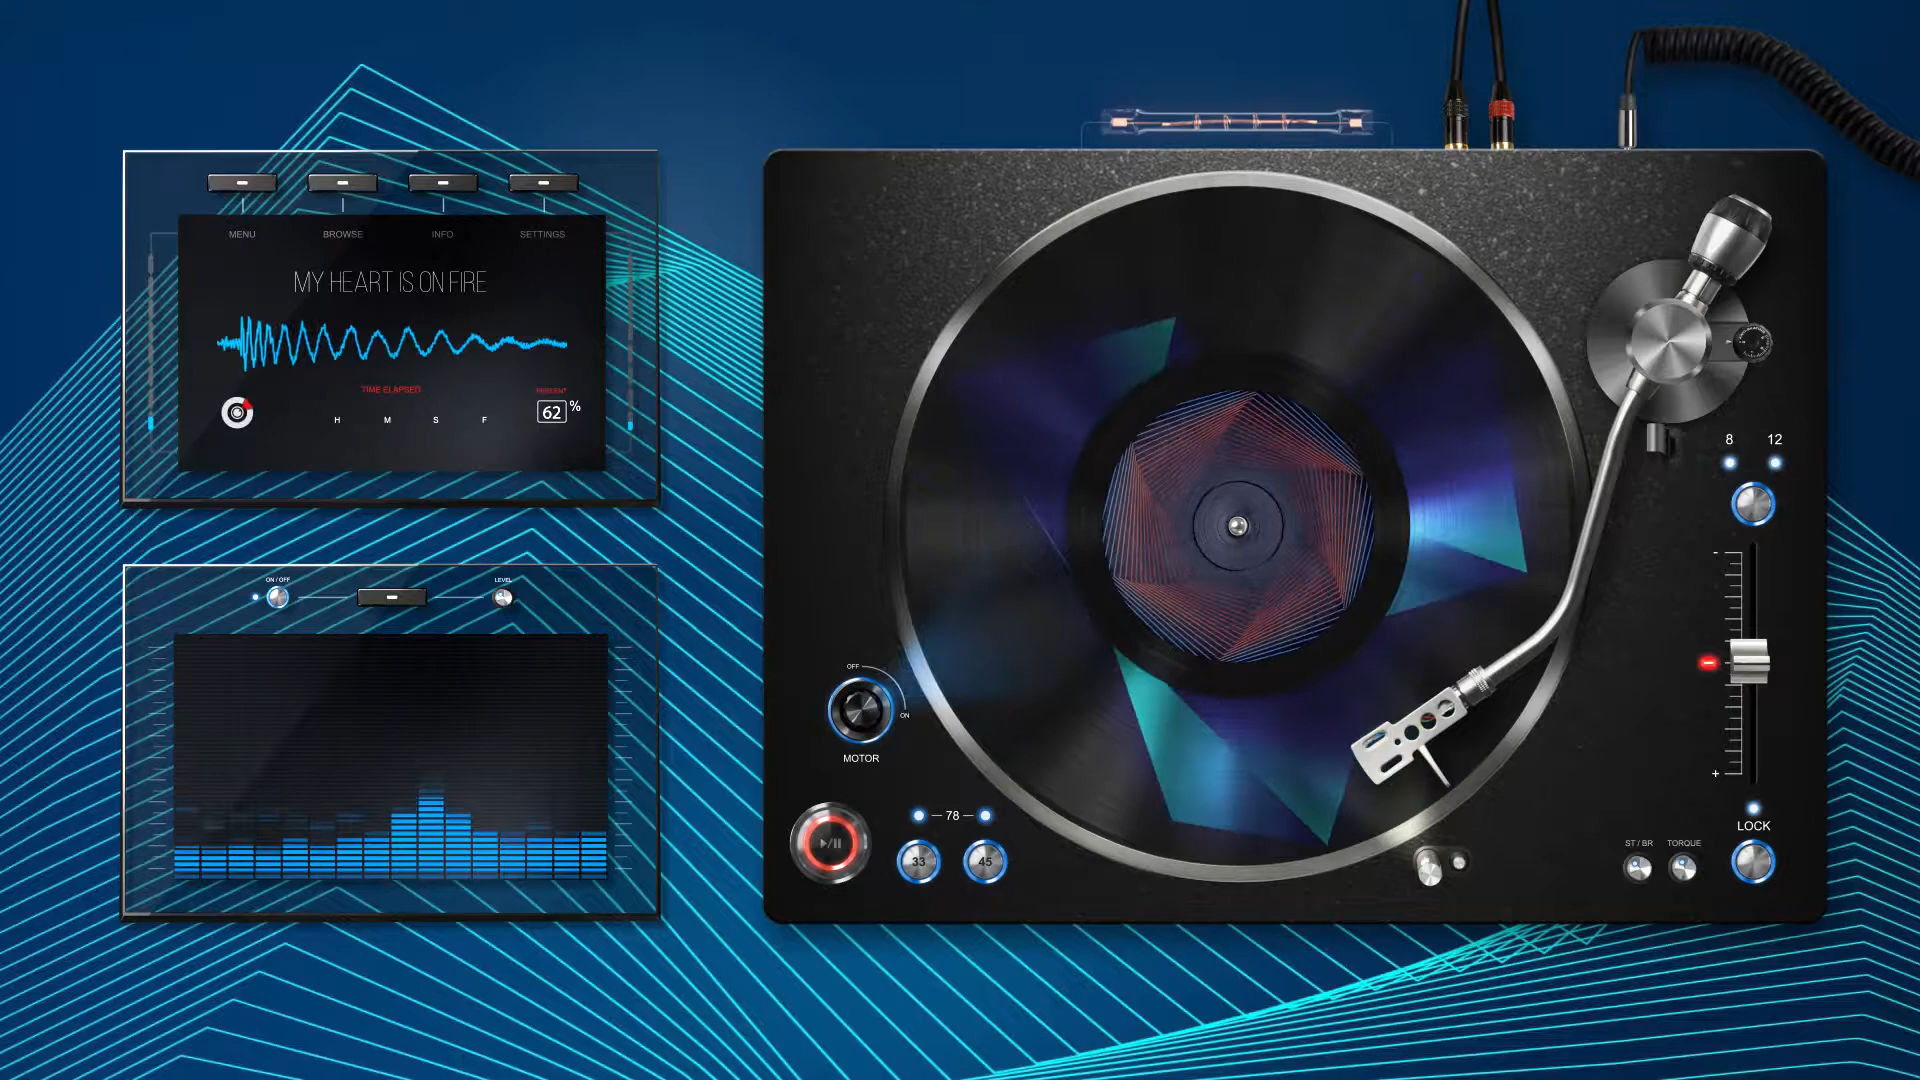 MENU BROWSE INFO SETTINGS
MY HEART IS ON FIRE
TIME ELAPSED
PERCENT
62 %
H M S F
ON / OFF
LEVEL
8 12
-
+
OFF
ON
MOTOR
78
33 45
LOCK
ST / BR TORQUE